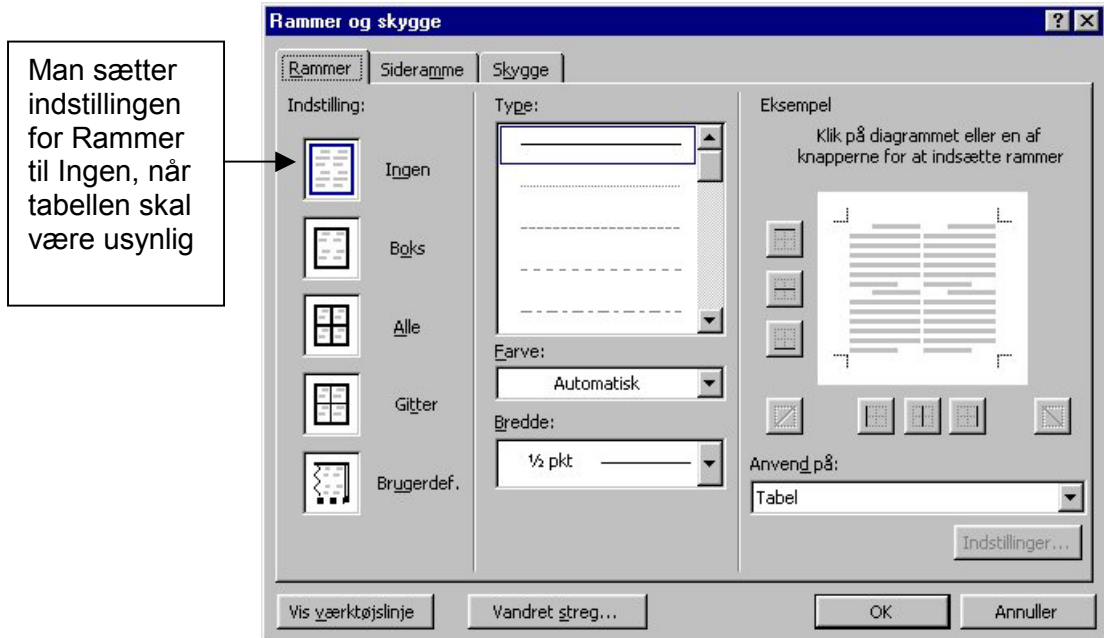 Man sætter
indstillingen
for Rammer
til Ingen, når
tabellen skal
være usynlig
Rammer og skygge
Rammer
Sideramme
Skygge
Indstilling:
Ingen
Boks
Alle
Gitter
Brugerdef.
Type:
Farve:
Automatisk
Bredde:
½ pkt
Eksempel
Klik på diagrammet eller en af
knapperne for at indsætte rammer
Anvend på:
Tabel
Indstillinger...
Vis værktøjslinje
Vandret streg...
OK
Annuller